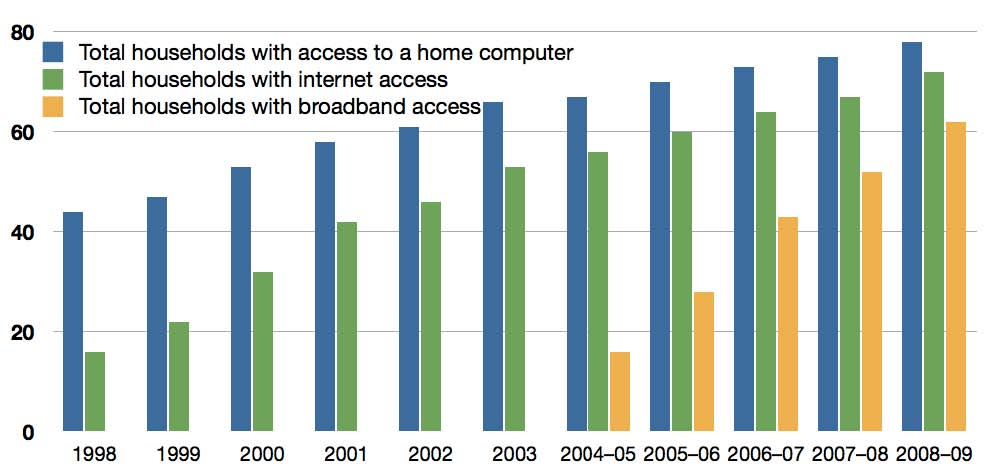 80
Total households with access to a home computer
Total households with internet access
Total households with broadband access
60
40
20
0
1998 1999 2000 2001 2002 2003 2004–05 2005–06 2006–07 2007–08 2008–09